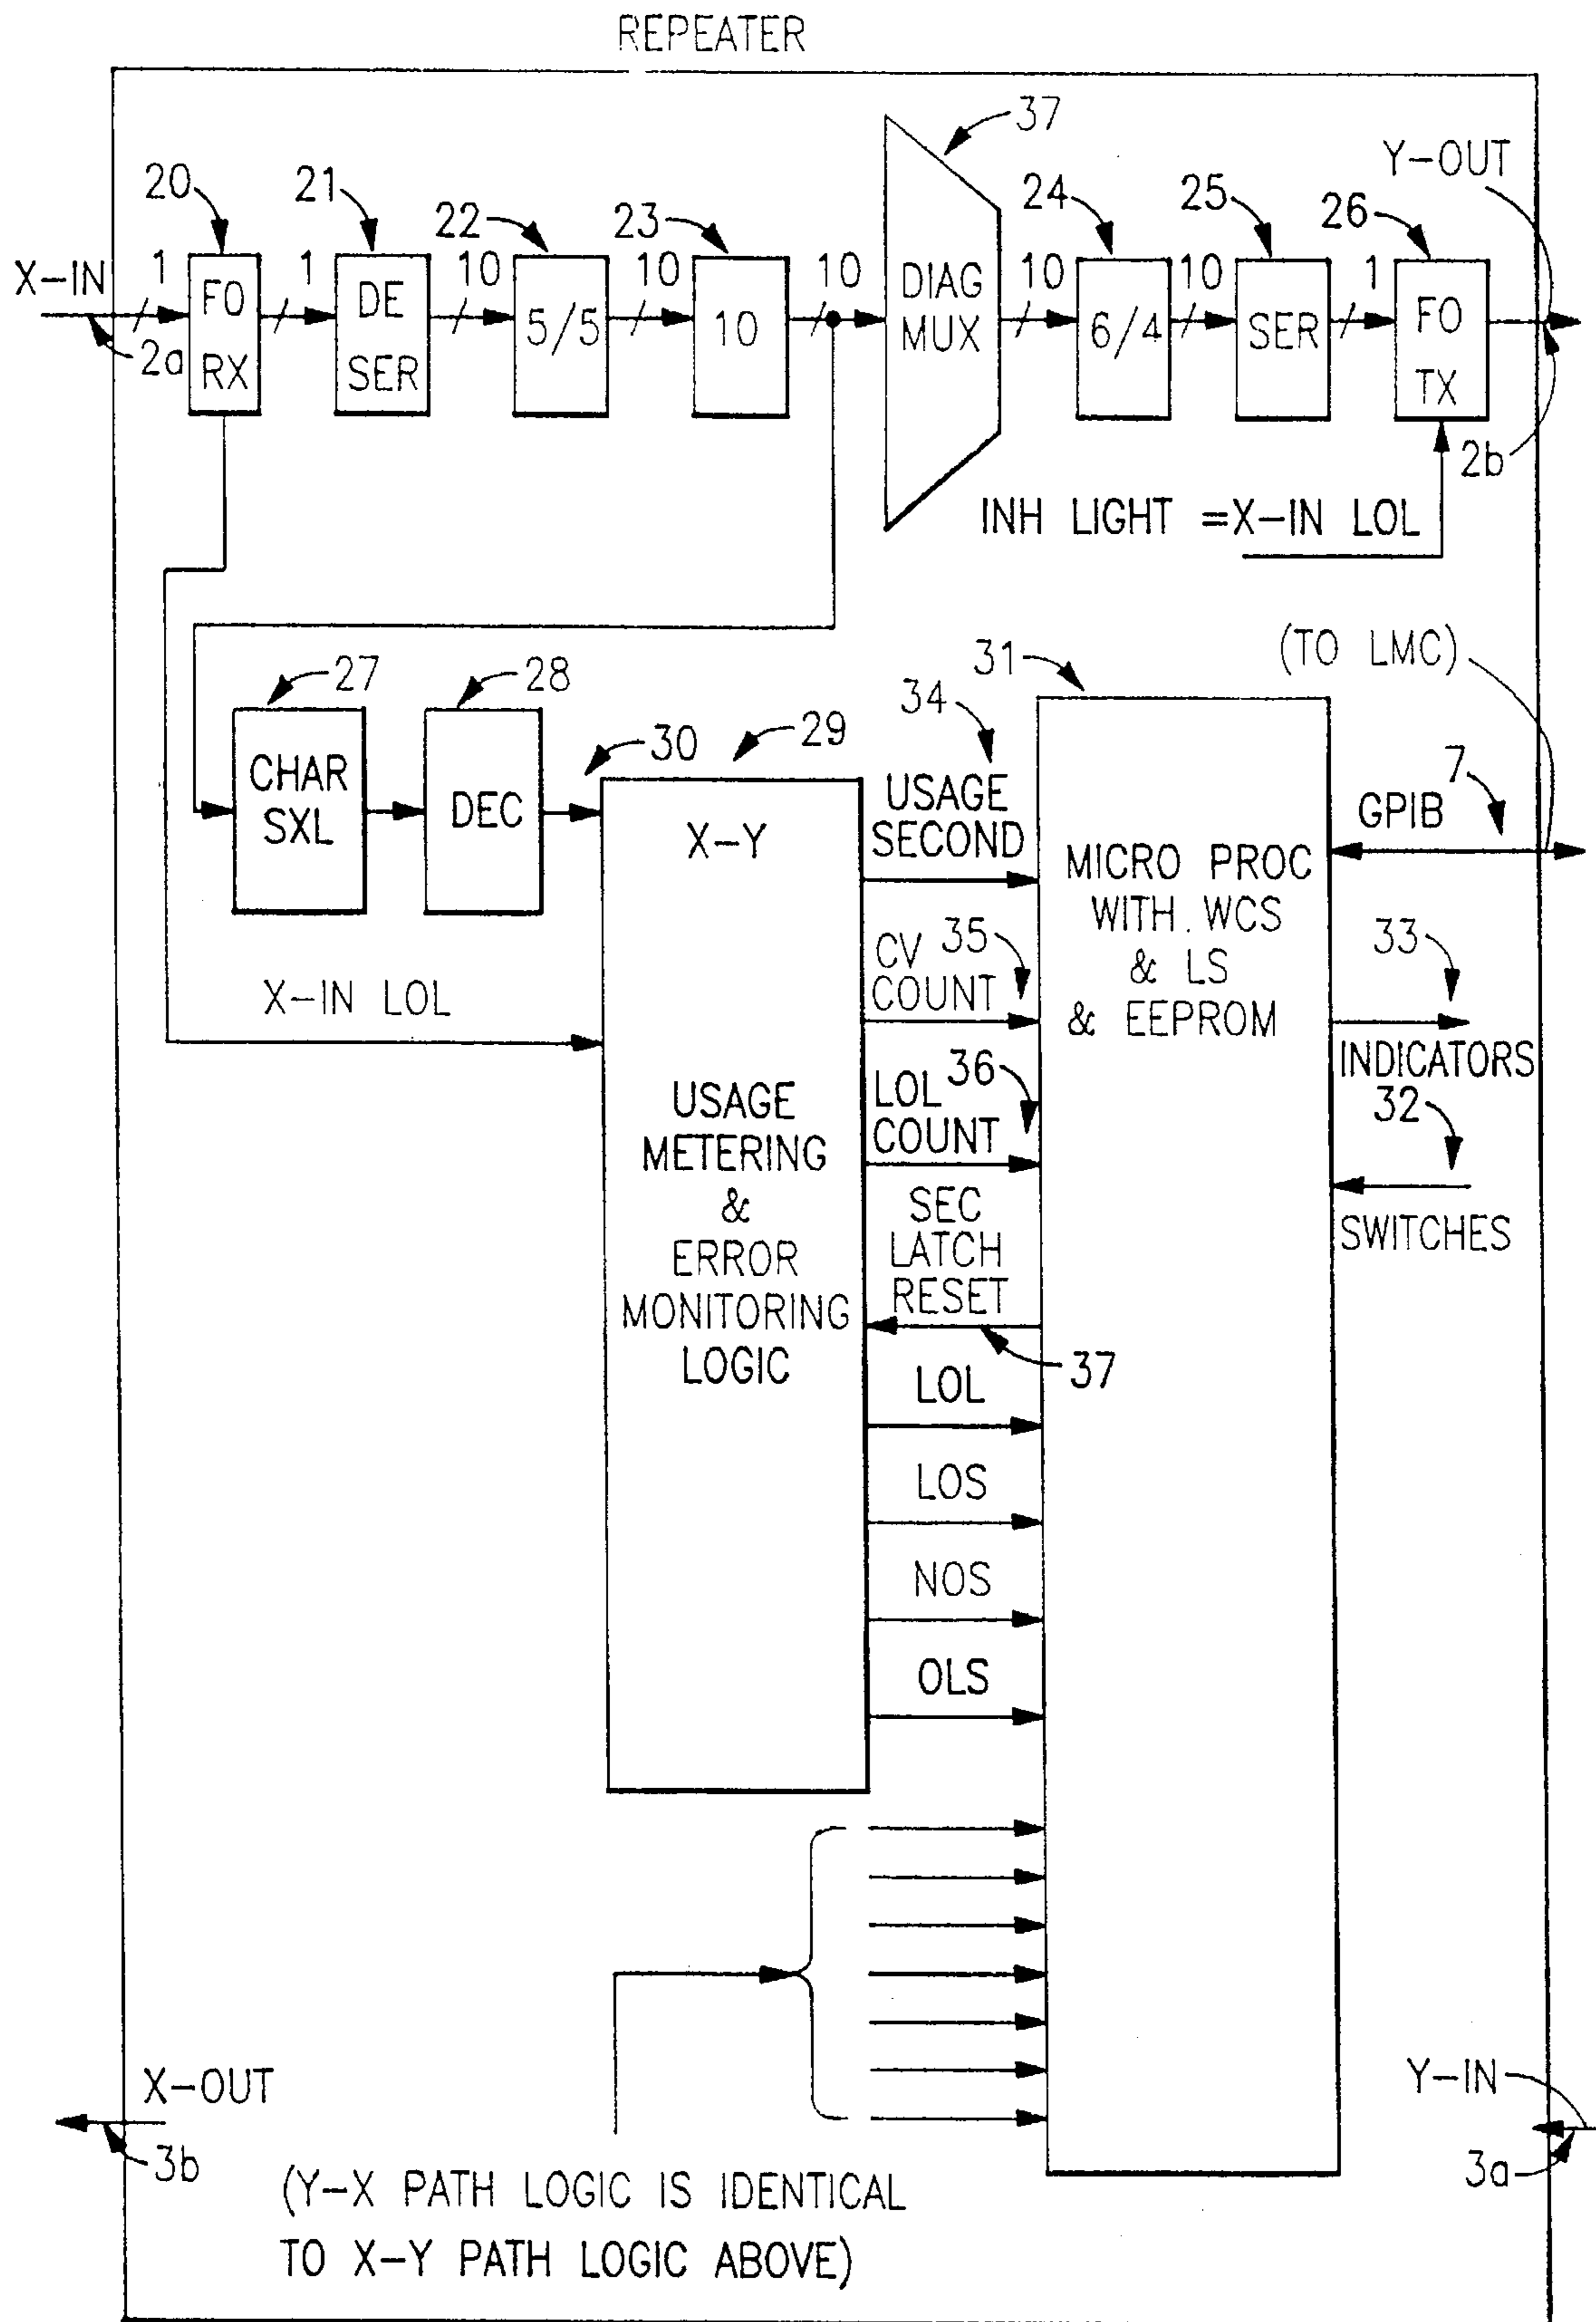 REPEATER
37
Y-OUT
20
21
22
23
24
25
26
X-IN
1
1
10
10
10
10
10
1
FO
RX
DE
SER
5/5
10
DIAG
MUX
6/4
SER
FO
TX
2a
2b
INH LIGHT =X-IN LOL
(TO LMC)
27
28
30
29
34
31
7
CHAR
SXL
DEC
X-Y
USAGE
SECOND
MICRO PROC
WITH WCS
& LS
& EEPROM
GPIB
X-IN LOL
CV
COUNT
35
33
INDICATORS
USAGE
METERING
&
ERROR
MONITORING
LOGIC
LOL
COUNT
36
32
SWITCHES
SEC
LATCH
RESET
37
LOL
LOS
NOS
OLS
X-OUT
3b
Y-IN
3a
(Y-X PATH LOGIC IS IDENTICAL
TO X-Y PATH LOGIC ABOVE)